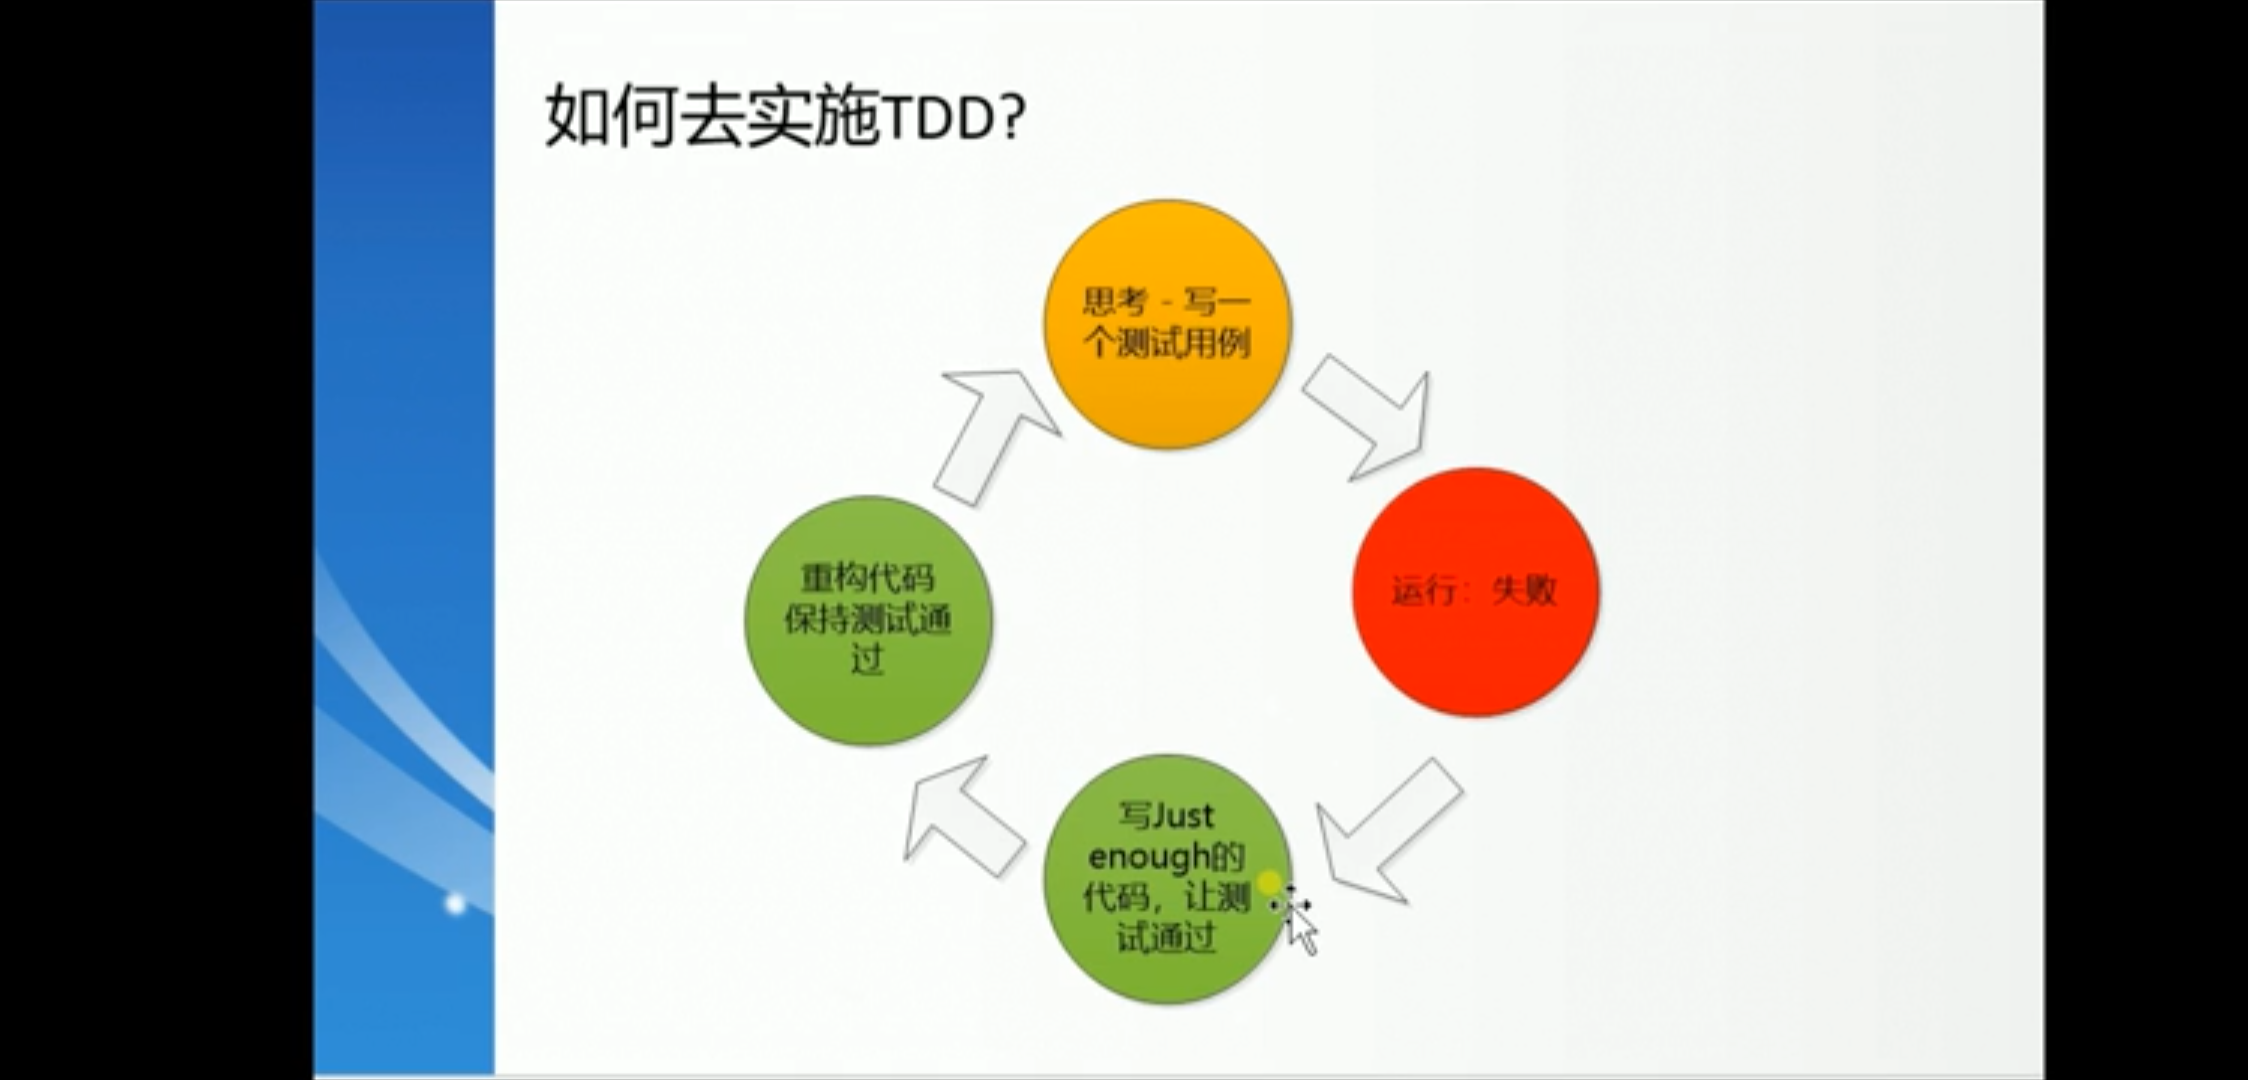 如何去实施TDD?
思考 - 写一
个测试用例
运行：失败
写Just
enough的
代码，让测
试通过
重构代码
保持测试通
过